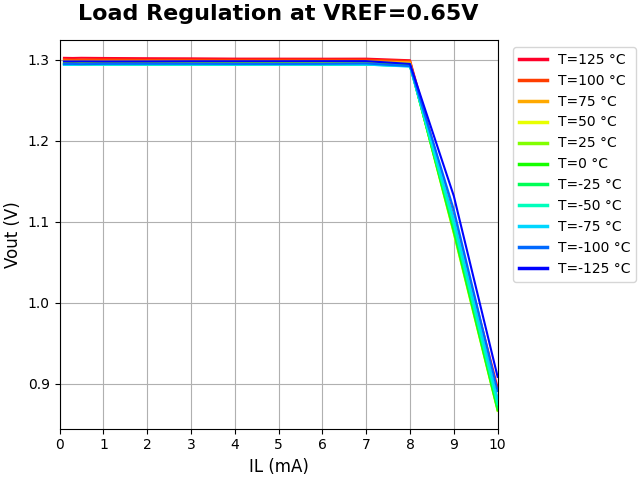 Load Regulation at VREF=0.65V
Vout (V)
1.3
1.2
1.1
1.0
0.9
0 1 2 3 4 5 6 7 8 9 10
IL (mA)
T=125 °C
T=100 °C
T=75 °C
T=50 °C
T=25 °C
T=0 °C
T=-25 °C
T=-50 °C
T=-75 °C
T=-100 °C
T=-125 °C